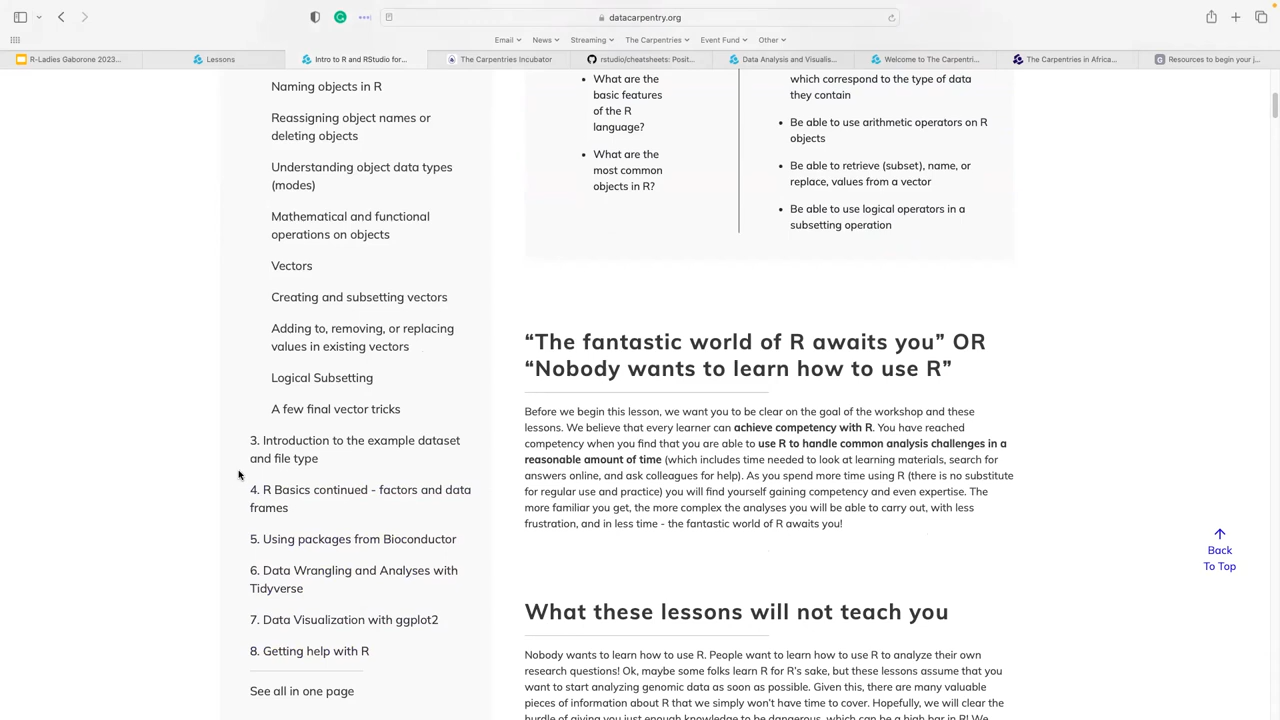 datacarpentry.org
Email
News
Streaming
The Carpentries
Event Fund
Other
R-Ladies Gaborone 2023...
Lessons
Intro to R and RStudio for...
The Carpentries Incubator
rstudio/cheatsheets: Posit...
Data Analysis and Visualis...
Welcome to The Carpentri...
The Carpentries in Africa...
Resources to begin your j...
Naming objects in R
Reassigning object names or
deleting objects
Understanding object data types
(modes)
Mathematical and functional
operations on objects
Vectors
Creating and subsetting vectors
Adding to, removing, or replacing
values in existing vectors
Logical Subsetting
A few final vector tricks
3. Introduction to the example dataset
and file type
4. R Basics continued - factors and data
frames
5. Using packages from Bioconductor
6. Data Wrangling and Analyses with
Tidyverse
7. Data Visualization with ggplot2
8. Getting help with R
See all in one page
• What are the
basic features
of the R
language?
• What are the
most common
objects in R?
which correspond to the type of data
they contain
• Be able to use arithmetic operators on R
objects
• Be able to retrieve (subset), name, or
replace, values from a vector
• Be able to use logical operators in a
subsetting operation
“The fantastic world of R awaits you” OR
“Nobody wants to learn how to use R”
Before we begin this lesson, we want you to be clear on the goal of the workshop and these
lessons. We believe that every learner can achieve competency with R. You have reached
competency when you find that you are able to use R to handle common analysis challenges in a
reasonable amount of time (which includes time needed to look at learning materials, search for
answers online, and ask colleagues for help). As you spend more time using R (there is no substitute
for regular use and practice) you will find yourself gaining competency and even expertise. The
more familiar you get, the more complex the analyses you will be able to carry out, with less
frustration, and in less time - the fantastic world of R awaits you!
What these lessons will not teach you
Nobody wants to learn how to use R. People want to learn how to use R to analyze their own
research questions! Ok, maybe some folks learn R for R’s sake, but these lessons assume that you
want to start analyzing genomic data as soon as possible. Given this, there are many valuable
pieces of information about R that we simply won’t have time to cover. Hopefully, we will clear the
hurdle of giving you just enough knowledge to be dangerous, which can be a high bar in R! We
Back
To Top